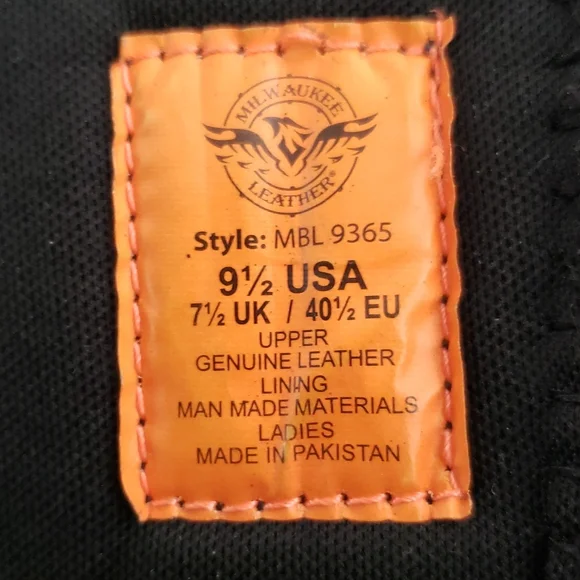 MILWAUKEE
LEATHER®
Style: MBL 9365
9½ USA
7½ UK / 40½ EU
UPPER
GENUINE LEATHER
LINING
MAN MADE MATERIALS
LADIES
MADE IN PAKISTAN